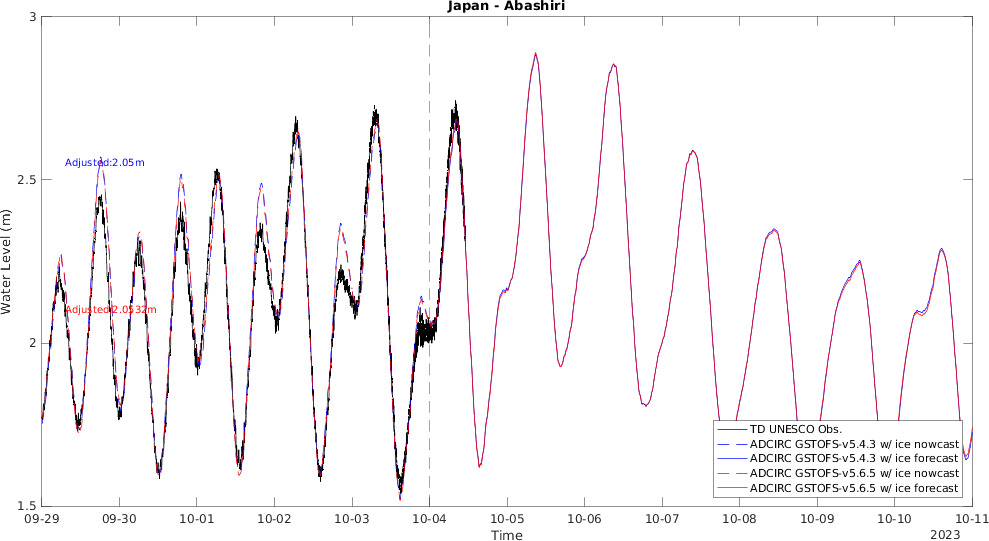 Japan - Abashiri
Water Level (m)
3
2.5
2
1.5
Adjusted:2.05m
Adjusted:2.0532m
TD UNESCO Obs.
ADCIRC GSTOFS-v5.4.3 w/ ice nowcast
ADCIRC GSTOFS-v5.4.3 w/ ice forecast
ADCIRC GSTOFS-v5.6.5 w/ ice nowcast
ADCIRC GSTOFS-v5.6.5 w/ ice forecast
09-29 09-30 10-01 10-02 10-03 10-04 10-05 10-06 10-07 10-08 10-09 10-10 10-11
Time
2023